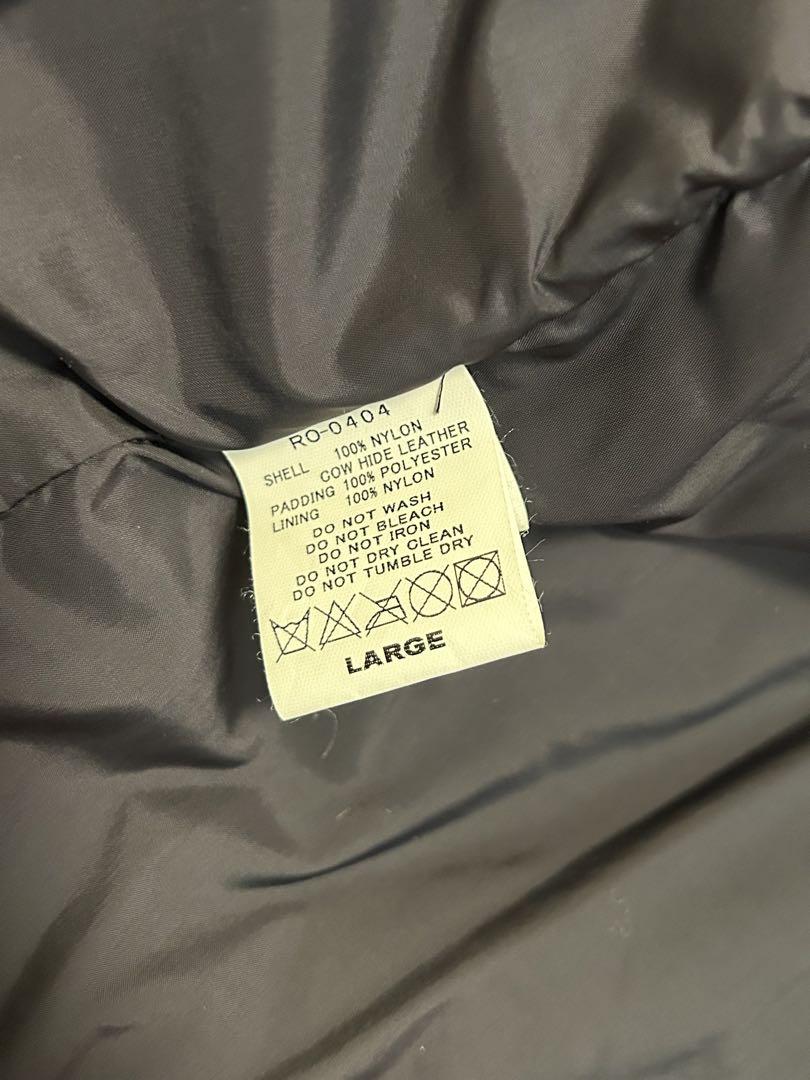 RO-0404
SHELL 100% NYLON
COW HIDE LEATHER
PADDING 100% POLYESTER
LINING 100% NYLON
DO NOT WASH
DO NOT BLEACH
DO NOT IRON
DO NOT DRY CLEAN
DO NOT TUMBLE DRY
LARGE